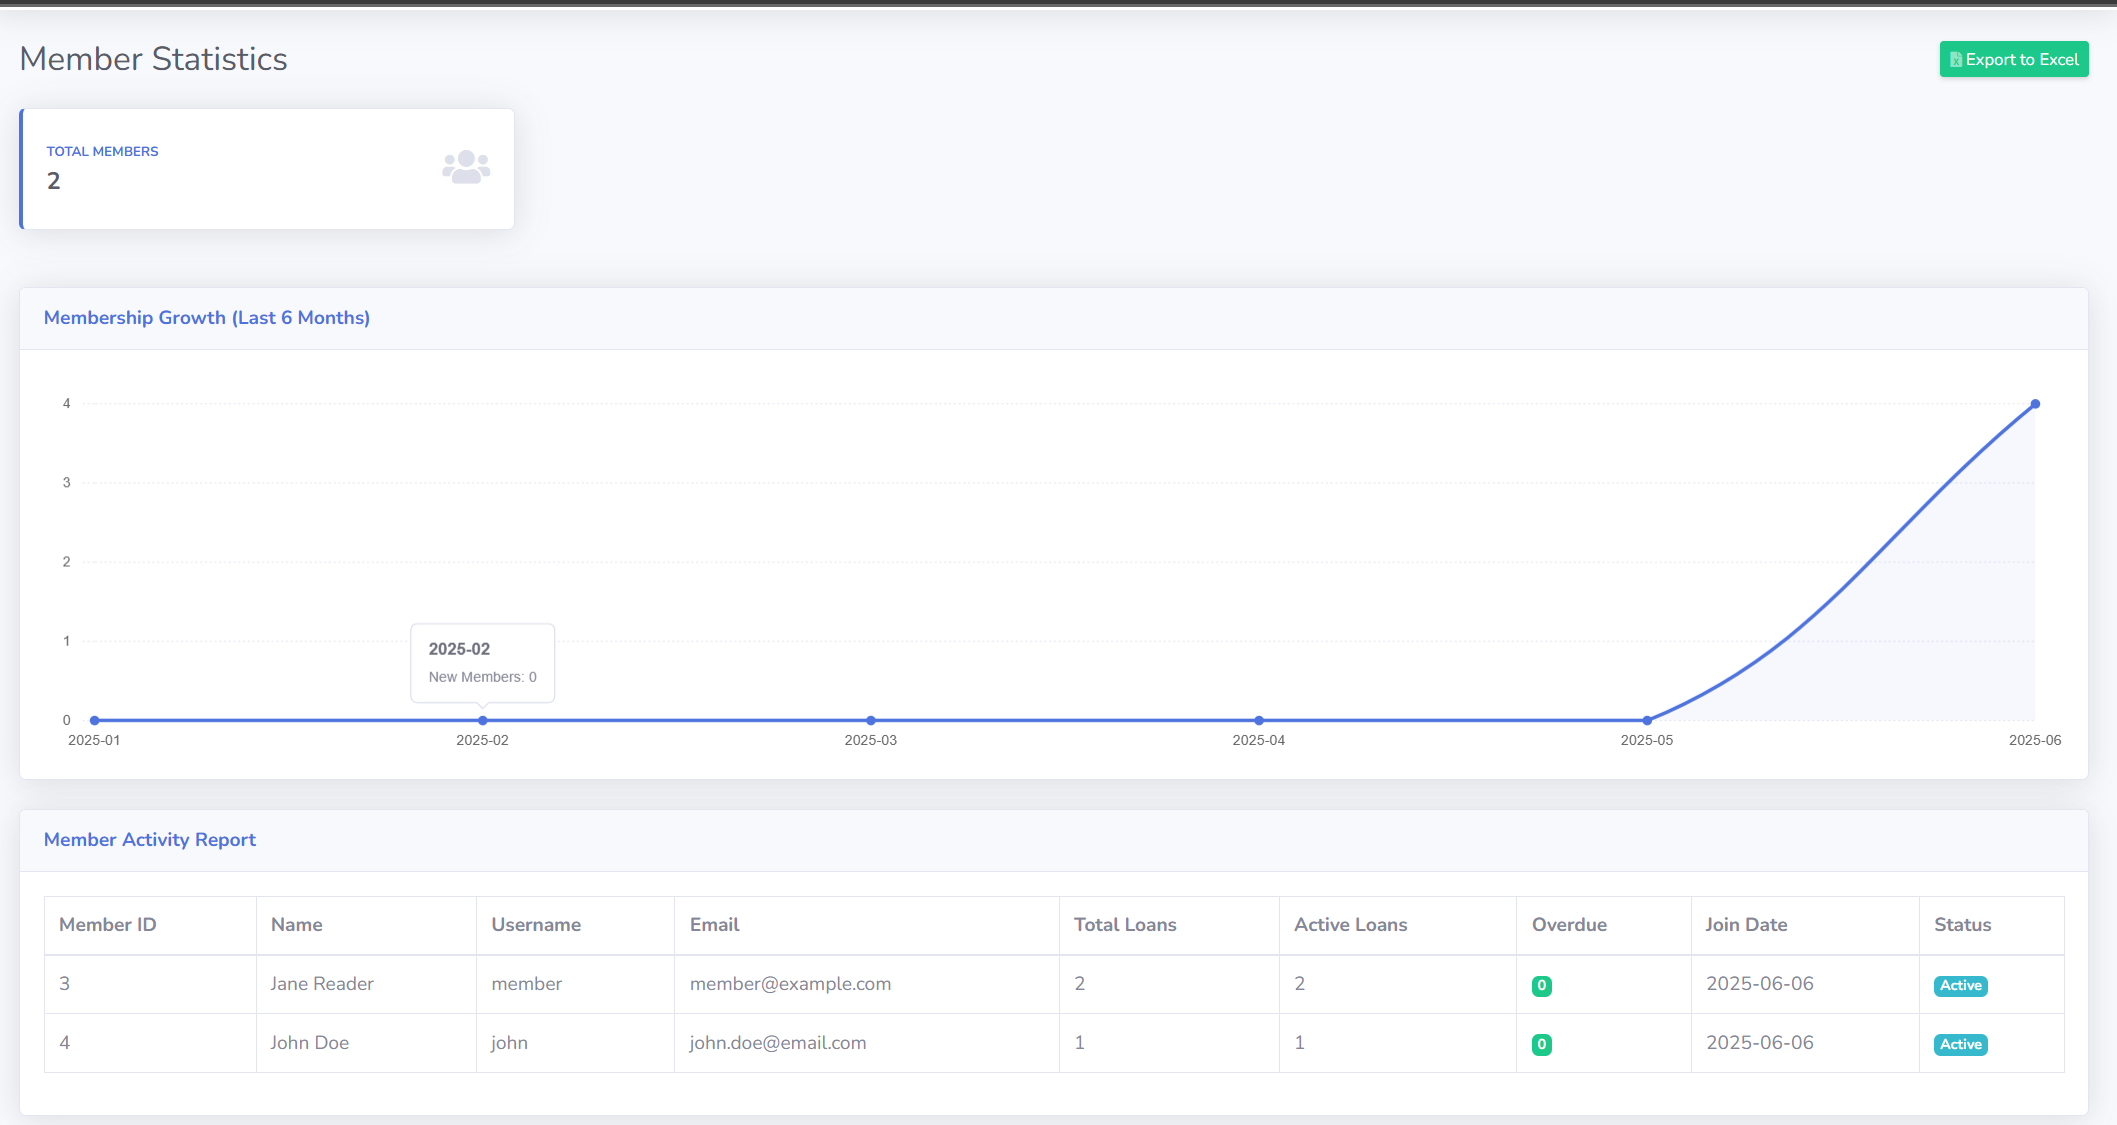 Member Statistics
Export to Excel
TOTAL MEMBERS
2
Membership Growth (Last 6 Months)
4
3
2
1
0
2025-02
New Members: 0
2025-01 2025-02 2025-03 2025-04 2025-05 2025-06
Member Activity Report
Member ID Name Username Email Total Loans Active Loans Overdue Join Date Status
3 Jane Reader member member@example.com 2 2 0 2025-06-06 Active
4 John Doe john john.doe@email.com 1 1 0 2025-06-06 Active